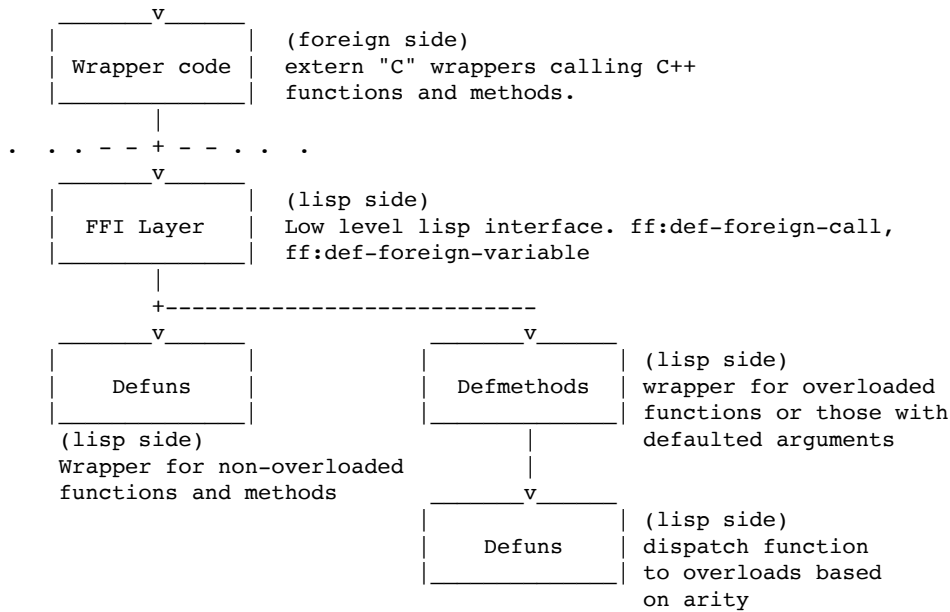 (foreign side)
Wrapper code
extern "C" wrappers calling C++
functions and methods.
(lisp side)
FFI Layer
Low level lisp interface. ff:def-foreign-call,
ff:def-foreign-variable
Defuns
(lisp side)
Wrapper for non-overloaded
functions and methods
(lisp side)
Defmethods
wrapper for overloaded
functions or those with
defaulted arguments
(lisp side)
Defuns
dispatch function
to overloads based
on arity